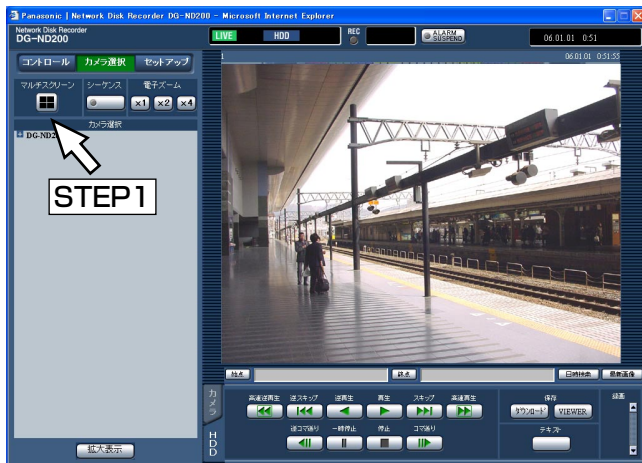 Panasonic | Network Disk Recorder DG-ND200 - Microsoft Internet Explorer
Network Disk Recorder
DG-ND200
LIVE HDD REC ALARM SUSPEND 06.01.01 0:51
コントロール カメラ選択 セットアップ
1 06.01.01 0:51:55
マルチスクリーン シーケンス 電子ズーム
x1 x2 x4
カメラ選択
DG-ND2
STEP1
始点 終点 日時検索 最新画像
カメラ
HDD
高速逆再生 逆スキップ 逆再生 再生 スキップ 高速再生 保存 録画
ダウンロード VIEWER
逆コマ送り 一時停止 停止 コマ送り テキスト
拡大表示